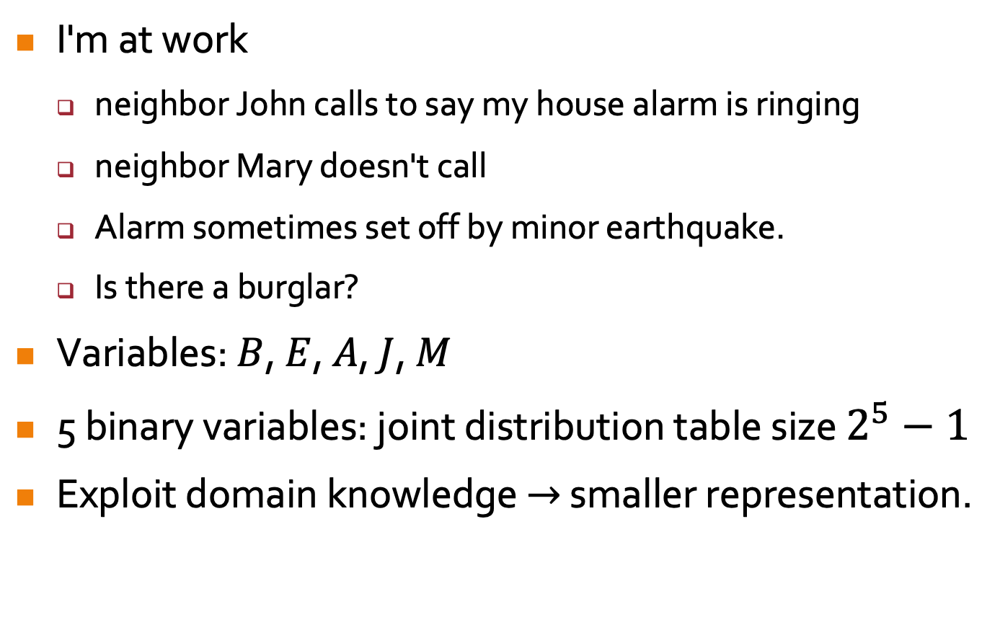 I'm at work
neighbor John calls to say my house alarm is ringing
neighbor Mary doesn't call
Alarm sometimes set off by minor earthquake.
Is there a burglar?
Variables: B, E, A, J, M
5 binary variables: joint distribution table size 2⁵ − 1
Exploit domain knowledge → smaller representation.